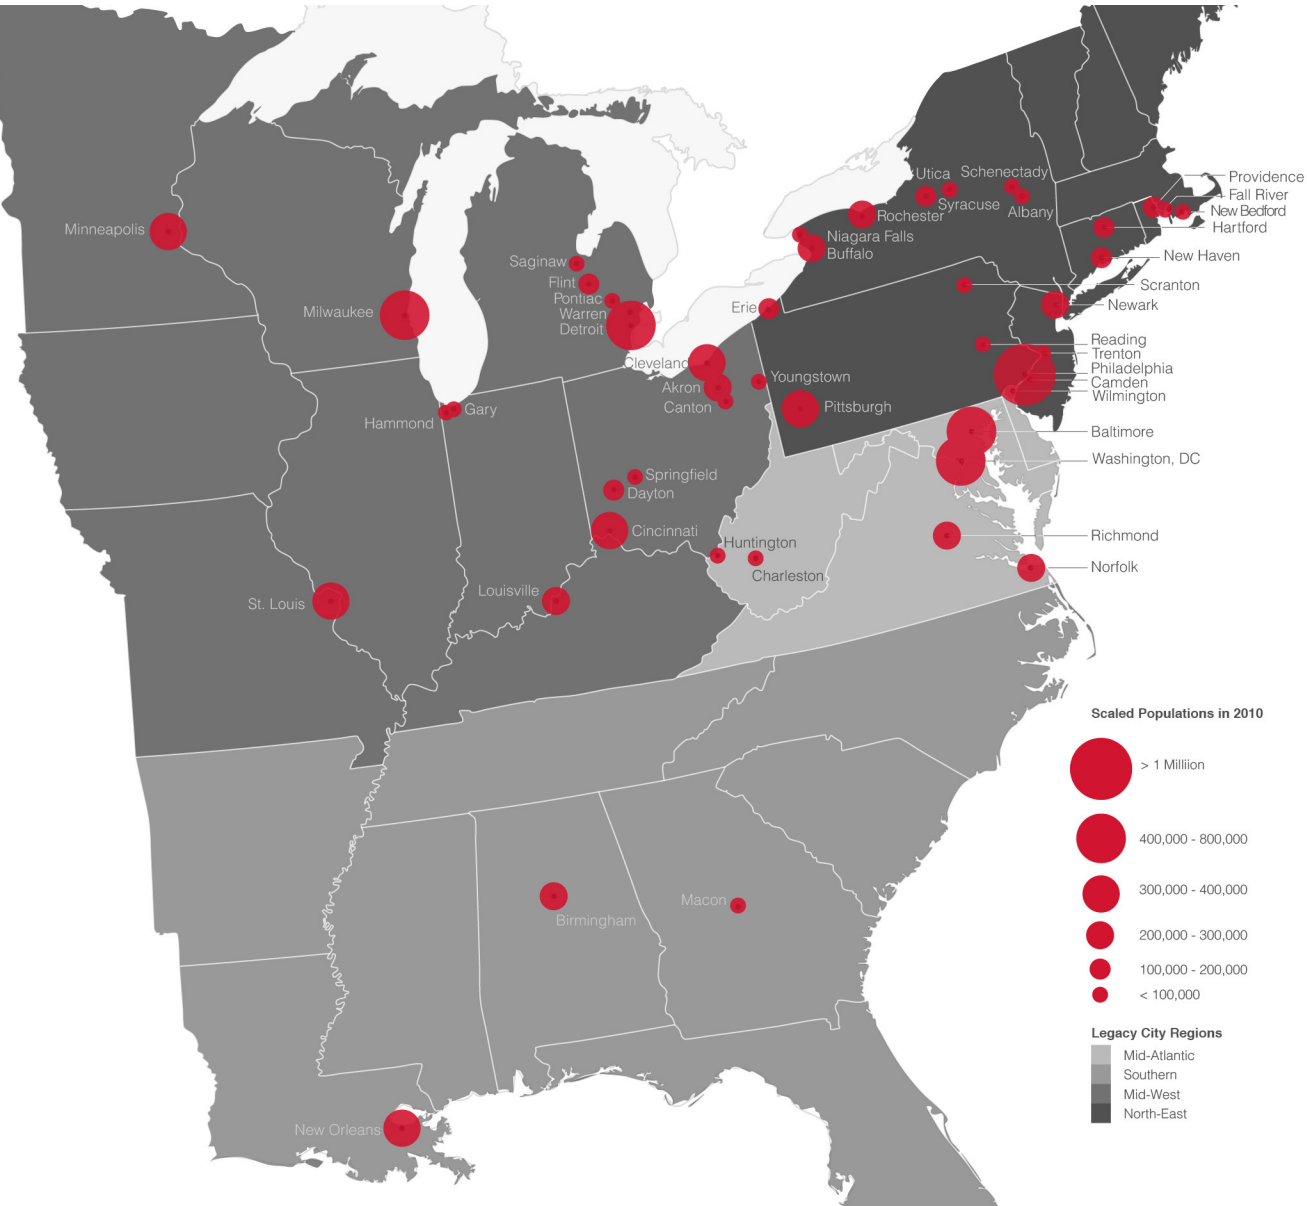 Minneapolis
Milwaukee
Saginaw
Flint
Pontiac
Warren
Detroit
Hammond
Gary
Cleveland
Akron
Canton
Youngstown
Erie
Pittsburgh
Springfield
Dayton
Cincinnati
Louisville
St. Louis
Huntington
Charleston
Utica
Schenectady
Syracuse
Albany
Rochester
Niagara Falls
Buffalo
Providence
Fall River
New Bedford
Hartford
New Haven
Scranton
Newark
Reading
Trenton
Philadelphia
Camden
Wilmington
Baltimore
Washington, DC
Richmond
Norfolk
Birmingham
Macon
New Orleans
Scaled Populations in 2010
> 1 Milliion
400,000 - 800,000
300,000 - 400,000
200,000 - 300,000
100,000 - 200,000
< 100,000
Legacy City Regions
Mid-Atlantic
Southern
Mid-West
North-East